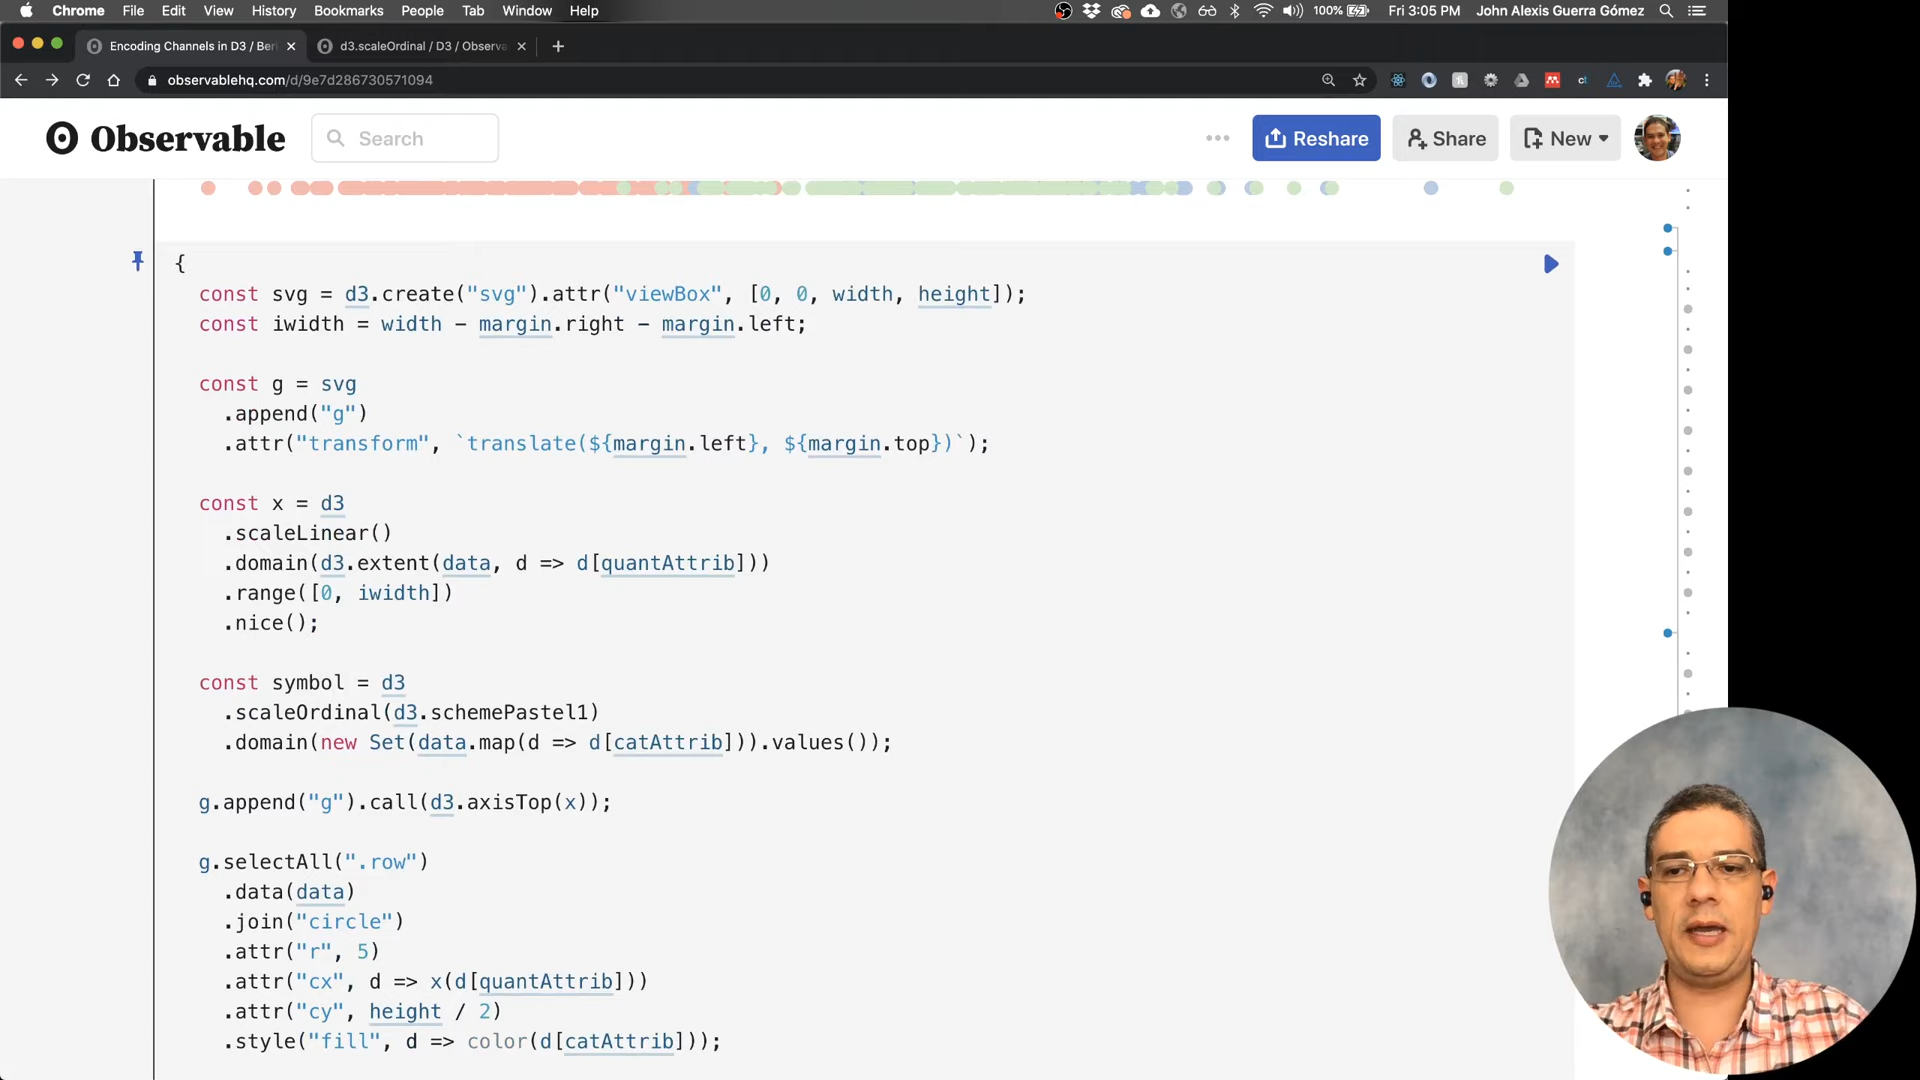 Chrome File Edit View History Bookmarks People Tab Window Help 100% Fri 3:05 PM John Alexis Guerra Gómez
Encoding Channels in D3 / Ber d3.scaleOrdinal / D3 / Observa
observablehq.com/d/9e7d286730571094
Observable Search Reshare Share New
{
const svg = d3.create("svg").attr("viewBox", [0, 0, width, height]);
const iwidth = width - margin.right - margin.left;
const g = svg
.append("g")
.attr("transform", `translate(${margin.left}, ${margin.top})`);
const x = d3
.scaleLinear()
.domain(d3.extent(data, d => d[quantAttrib]))
.range([0, iwidth])
.nice();
const symbol = d3
.scaleOrdinal(d3.schemePastel1)
.domain(new Set(data.map(d => d[catAttrib])).values());
g.append("g").call(d3.axisTop(x));
g.selectAll(".row")
.data(data)
.join("circle")
.attr("r", 5)
.attr("cx", d => x(d[quantAttrib]))
.attr("cy", height / 2)
.style("fill", d => color(d[catAttrib]));